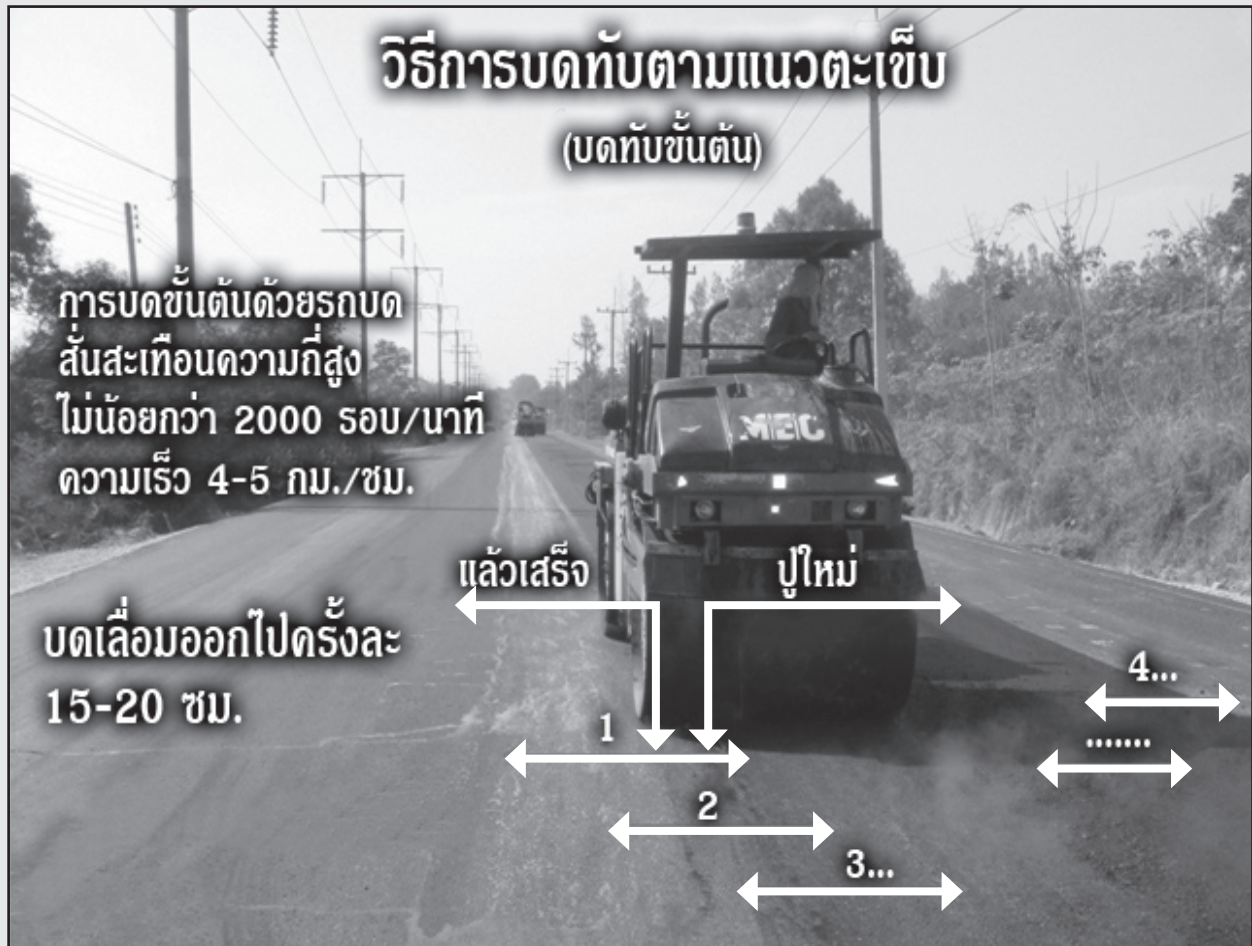 วิธีการบดทับตามแนวตะเข็บ
(บดทับขั้นต้น)
การบดขั้นต้นด้วยรถบด
สั่นสะเทือนความถี่สูง
ไม่น้อยกว่า 2000 รอบ/นาที
ความเร็ว 4-5 กม./ชม.
MEC
แล้วเสร็จ
ปูใหม่
บดเลื่อมออกไปครั้งละ
15-20 ซม.
4...
.......
1
2
3...